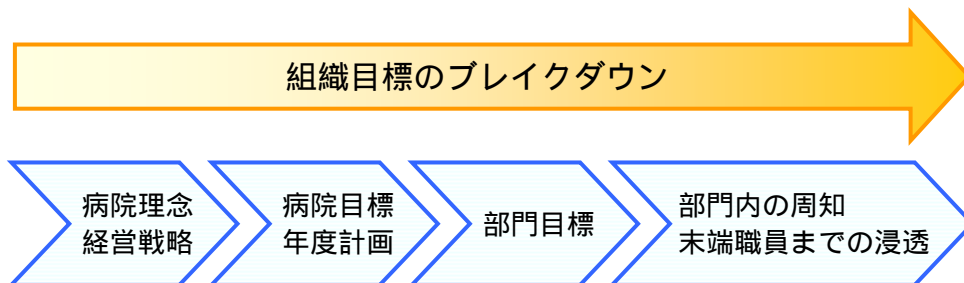 組織目標のブレイクダウン
病院理念
経営戦略
病院目標
年度計画
部門目標
部門内の周知
末端職員までの浸透